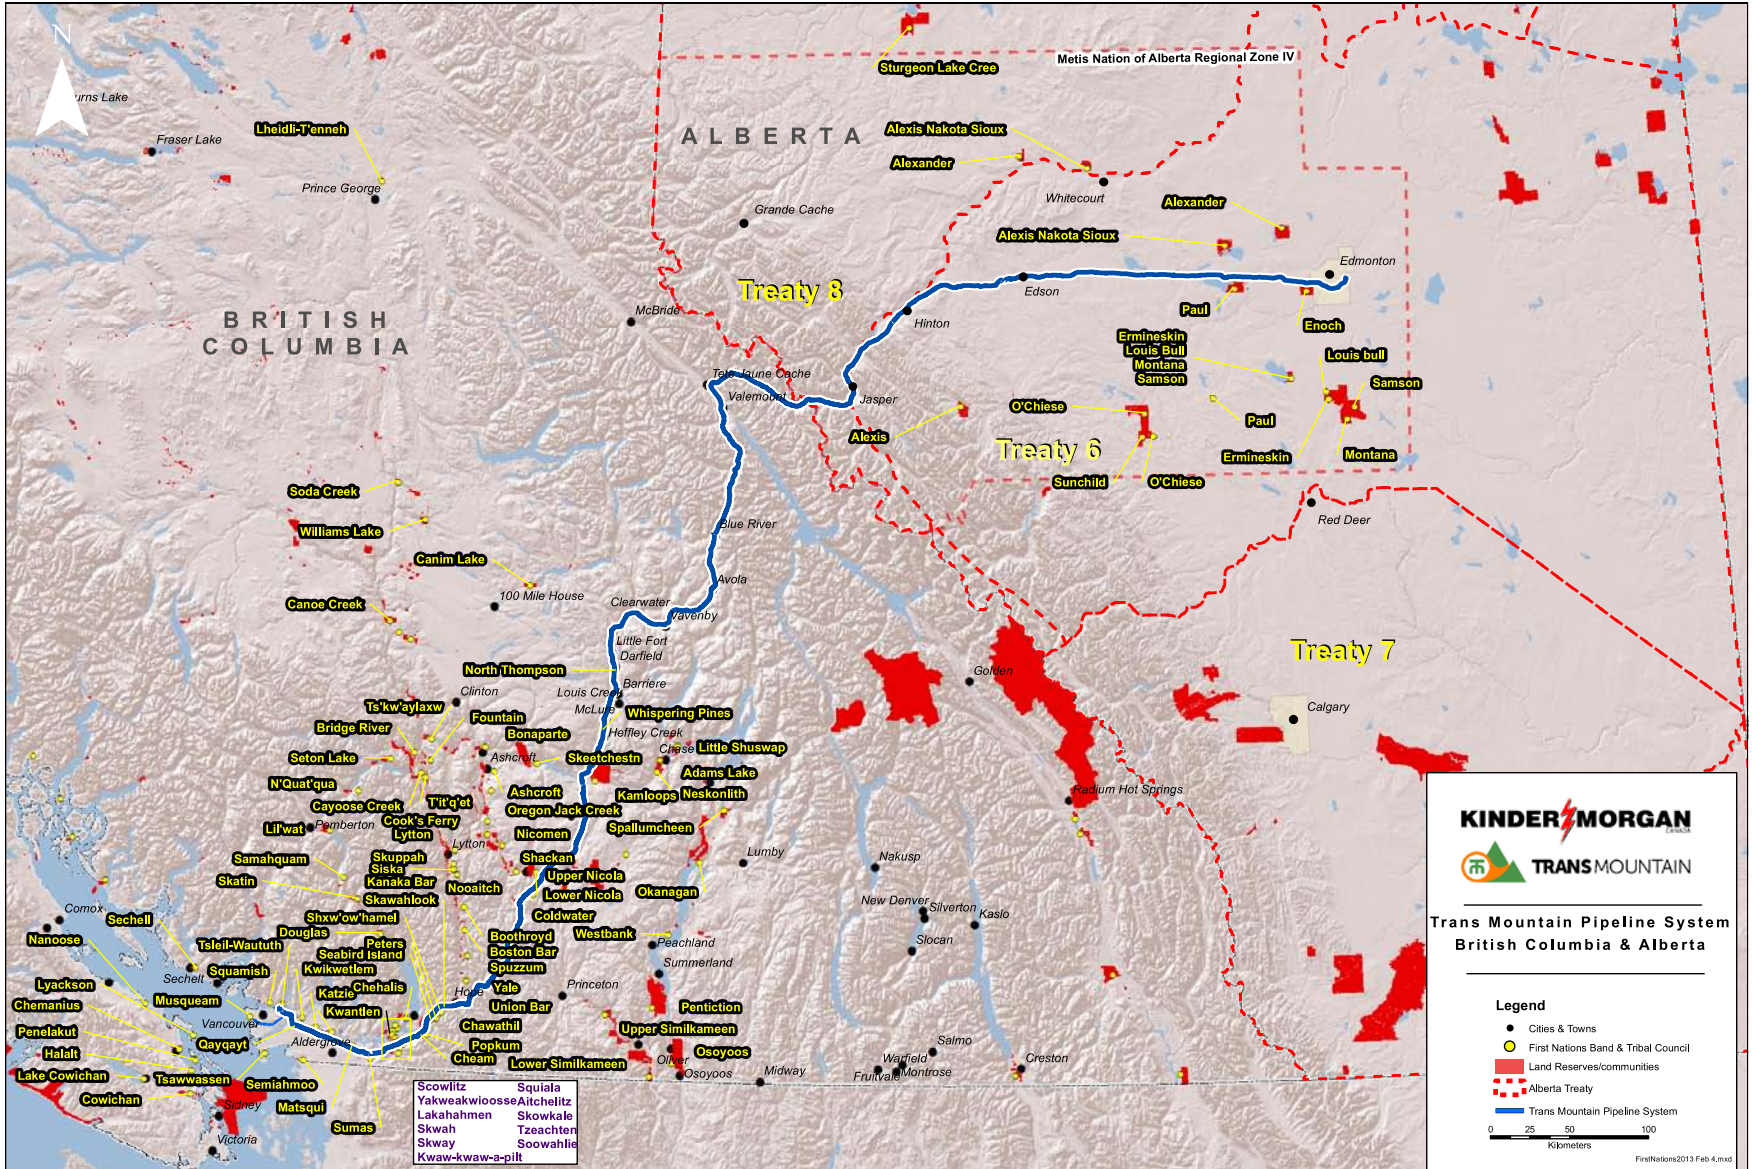 N
urns Lake
Fraser Lake
Lheidli-T'enneh
Prince George
BRITISH
COLUMBIA
ALBERTA
Sturgeon Lake Cree
Metis Nation of Alberta Regional Zone IV
Alexis Nakota Sioux
Alexander
Whitecourt
Grande Cache
Alexander
Alexis Nakota Sioux
Edmonton
Treaty 8
Edson
McBride
Hinton
Paul
Enoch
Ermineskin
Louis Bull
Montana
Samson
Louis bull
Samson
Tete Jaune Cache
Valemount
Jasper
O'Chiese
Paul
Alexis
Treaty 6
Ermineskin
Montana
Sunchild
O'Chiese
Soda Creek
Williams Lake
Blue River
Red Deer
Canim Lake
Avola
100 Mile House
Canoe Creek
Clearwater
Vavenby
Little Fort
Darfield
Treaty 7
North Thompson
Golden
Barriere
Louis Creek
Clinton
McLure
Ts'kw'aylaxw
Fountain
Whispering Pines
Calgary
Bridge River
Bonaparte
Heffley Creek
Seton Lake
Ashcroft
Skeetchestn
Chase
Little Shuswap
N'Quat'qua
Adams Lake
Ashcroft
Kamloops
Neskonlith
Radium Hot Springs
Cayoose Creek
T'it'q'et
Oregon Jack Creek
Cook's Ferry
Lytton
Lil'wat
Pemberton
Nicomen
Spallumcheen
Lytton
Samahquam
Skuppah
Siska
Kanaka Bar
Shackan
Lumby
Nakusp
Skatin
Nooaitch
Upper Nicola
Lower Nicola
Okanagan
Skawahlook
Comox
Sechell
Shxw'ow'hamel
Coldwater
New Denver
Silverton
Kaslo
Nanoose
Douglas
Tsleil-Waututh
Peters
Seabird Island
Boothroyd
Boston Bar
Westbank
Peachland
Slocan
Sechelt
Squamish
Kwikwetlem
Spuzzum
Summerland
Lyackson
Musqueam
Katzie
Chehalis
Hope
Yale
Princeton
Chemanius
Kwantlen
Union Bar
Pentiction
Vancouver
Chawathil
Upper Similkameen
Penelakut
Qayqayt
Aldergrove
Popkum
Salmo
Halalt
Cheam
Lower Similkameen
Oliver
Osoyoos
Warfield
Creston
Lake Cowichan
Tsawwassen
Semiahmoo
Osoyoos
Midway
Fruitvale
Montrose
Cowichan
Sidney
Matsqui
Sumas
Victoria
Scowlitz Squiala
Yakweakwioosse Aitchelitz
Lakahahmen Skowkale
Skwah Tzeachten
Skway Soowahlie
Kwaw-kwaw-a-pilt
KINDER MORGAN
CANADA
TRANSMOUNTAIN
Trans Mountain Pipeline System
British Columbia & Alberta
Legend
Cities & Towns
First Nations Band & Tribal Council
Land Reserves/communities
Alberta Treaty
Trans Mountain Pipeline System
0 25 50 100
Kilometers
FirstNations2013 Feb 4.mxd